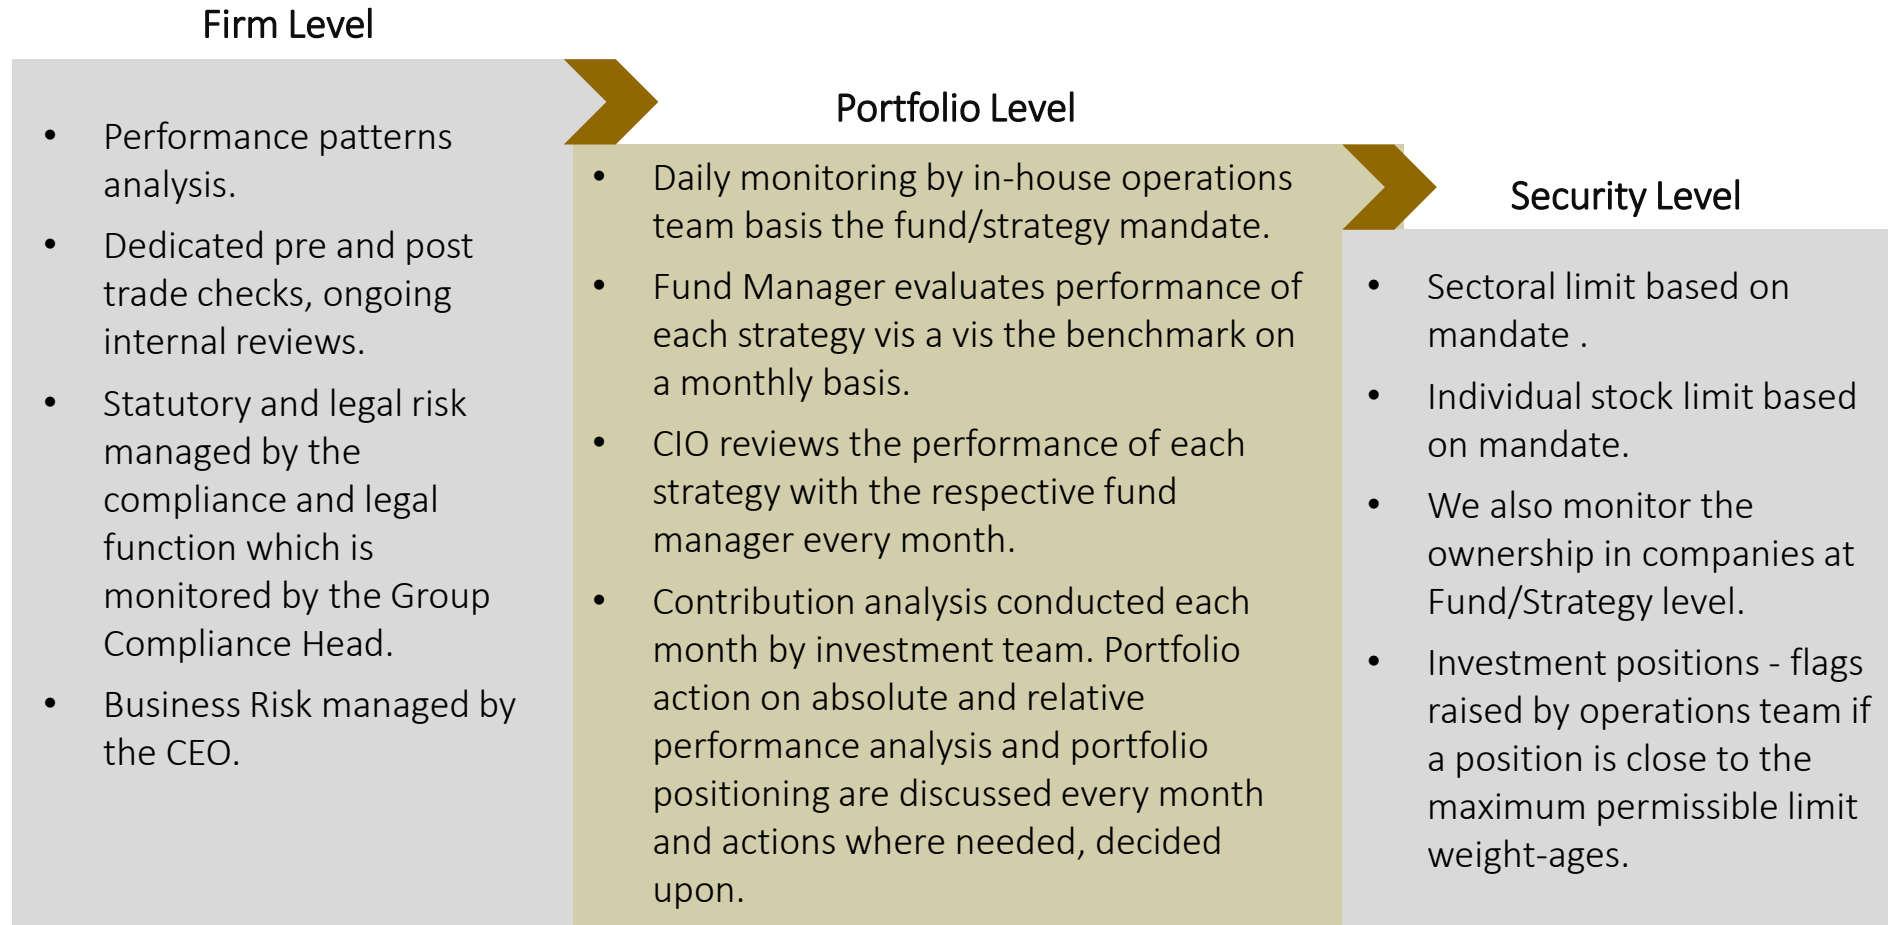 Firm Level
• Performance patterns
analysis.
• Dedicated pre and post
trade checks, ongoing
internal reviews.
• Statutory and legal risk
managed by the
compliance and legal
function which is
monitored by the Group
Compliance Head.
• Business Risk managed by
the CEO.
Portfolio Level
• Daily monitoring by in-house operations
team basis the fund/strategy mandate.
• Fund Manager evaluates performance of
each strategy vis a vis the benchmark on
a monthly basis.
• CIO reviews the performance of each
strategy with the respective fund
manager every month.
• Contribution analysis conducted each
month by investment team. Portfolio
action on absolute and relative
performance analysis and portfolio
positioning are discussed every month
and actions where needed, decided
upon.
Security Level
• Sectoral limit based on
mandate .
• Individual stock limit based
on mandate.
• We also monitor the
ownership in companies at
Fund/Strategy level.
• Investment positions - flags
raised by operations team if
a position is close to the
maximum permissible limit
weight-ages.